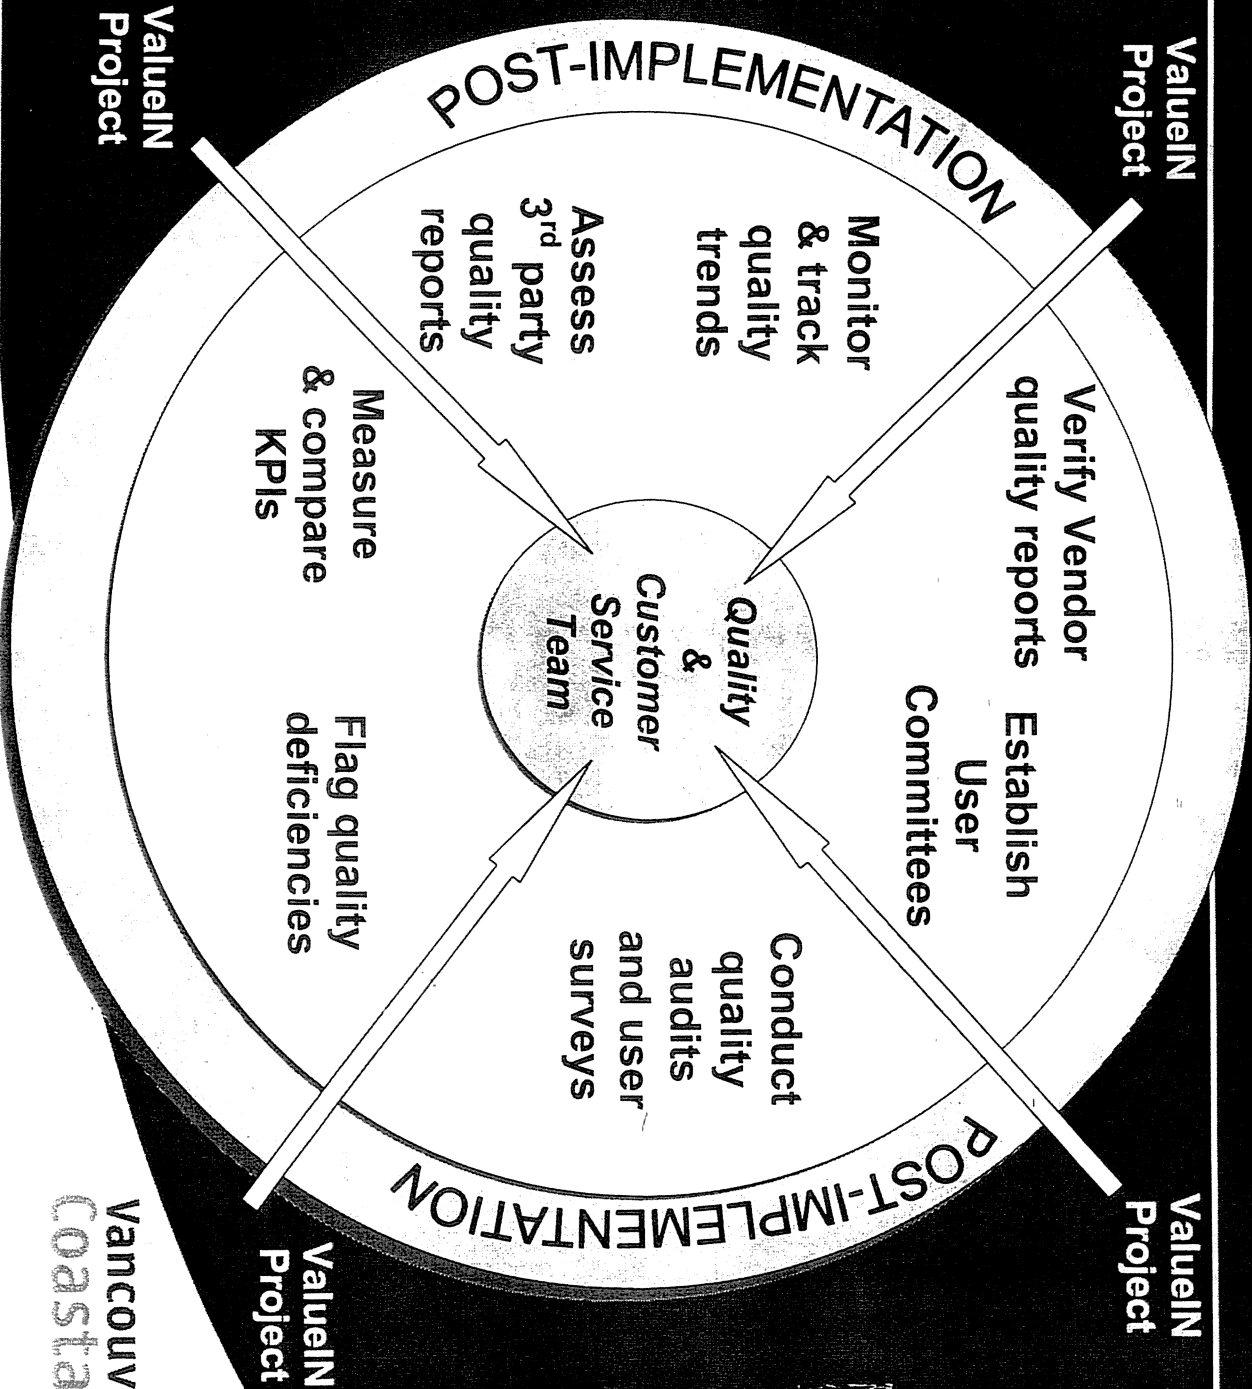 ValueIN
Project
ValueIN
Project
POST-IMPLEMENTATION
Verify Vendor
quality reports
Establish
User
Committees
Monitor
& track
quality
trends
Assess
3rd party
quality
reports
Quality
&
Customer
Service
Team
Conduct
quality
audits
and user
surveys
Measure
& compare
KPIs
Flag quality
deficiencies
POST-IMPLEMENTATION
ValueIN
Project
ValueIN
Project
Vancouv
Coasta